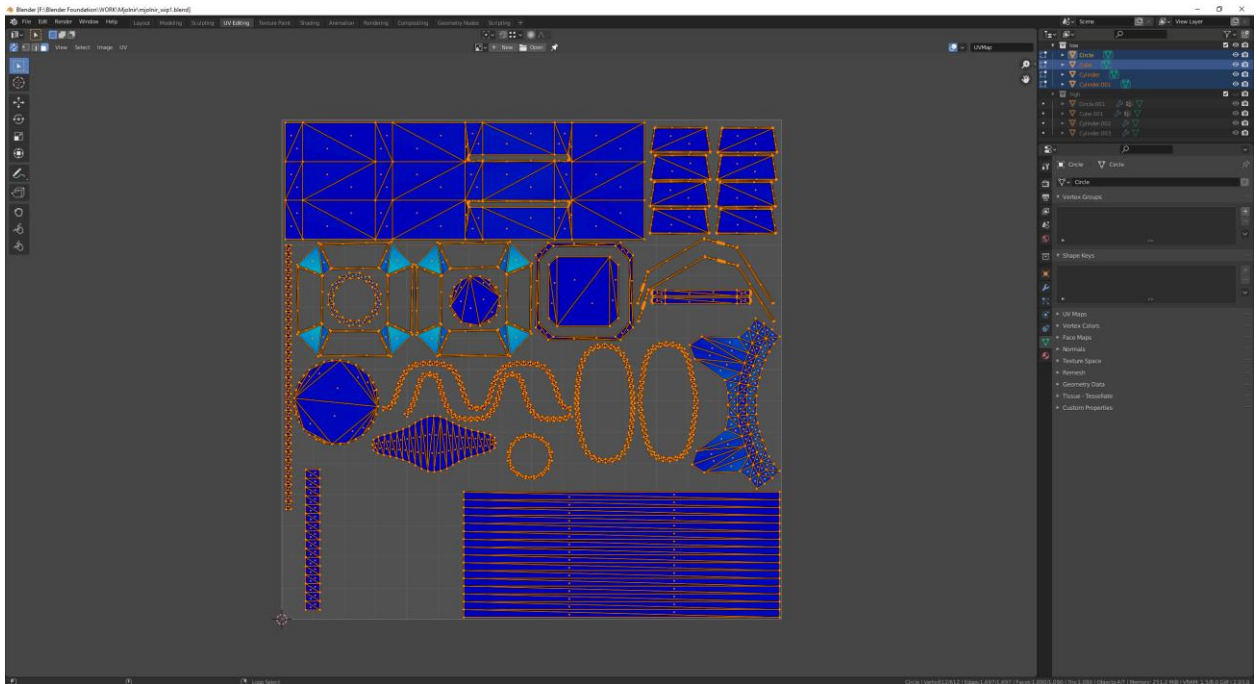 Blender [F:\Blender Foundation\WORK\Mjolnir\mjolnir_wip1.blend]
File Edit Render Window Help Layout Modeling Sculpting UV Editing Texture Paint Shading Animation Rendering Compositing Geometry Nodes Scripting + Scene View Layer
View Select Image UV + New Open UVMap
low
Circle
Cube
Cylinder
Cylinder.001
high
Circle.001
Cube.001
Cylinder.002
Cylinder.003
Circle Circle
Circle
Vertex Groups
Shape Keys
UV Maps
Vertex Colors
Face Maps
Normals
Texture Space
Remesh
Geometry Data
Tissue - Tessellate
Custom Properties
Loop Select